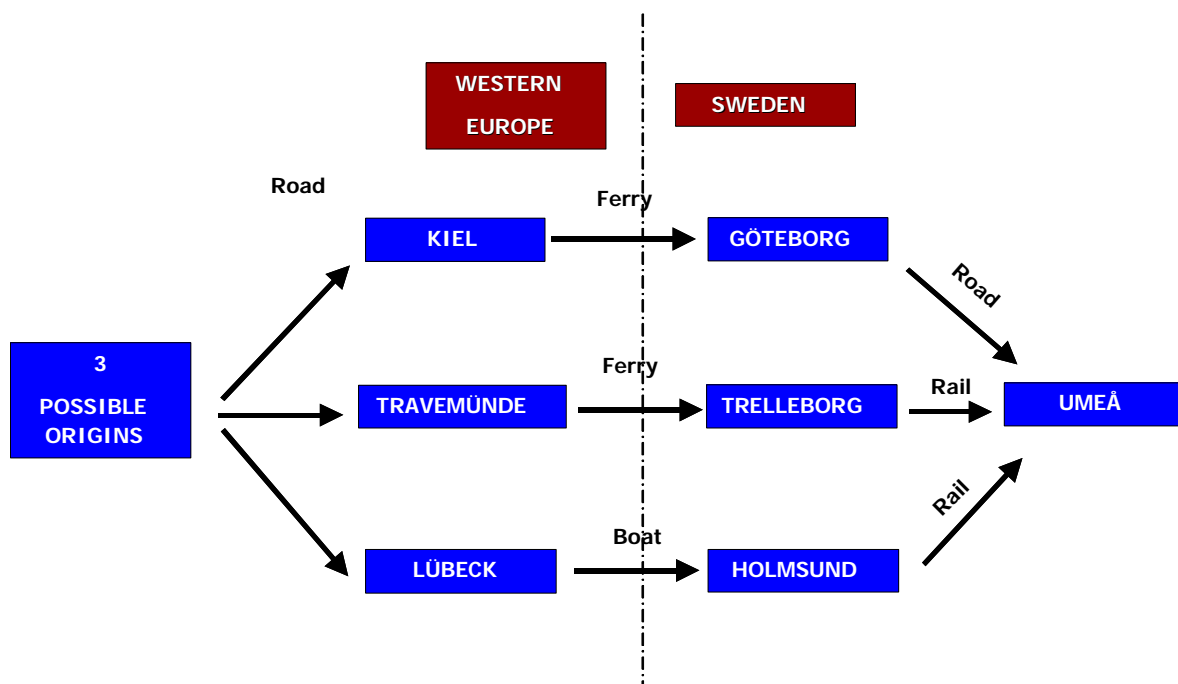 WESTERN
EUROPE
SWEDEN
Road
Ferry
KIEL
GÖTEBORG
Road
3
POSSIBLE
ORIGINS
Ferry
TRAVEMÜNDE
TRELLEBORG
Rail
UMEÅ
Rail
Boat
LÜBECK
HOLMSUND